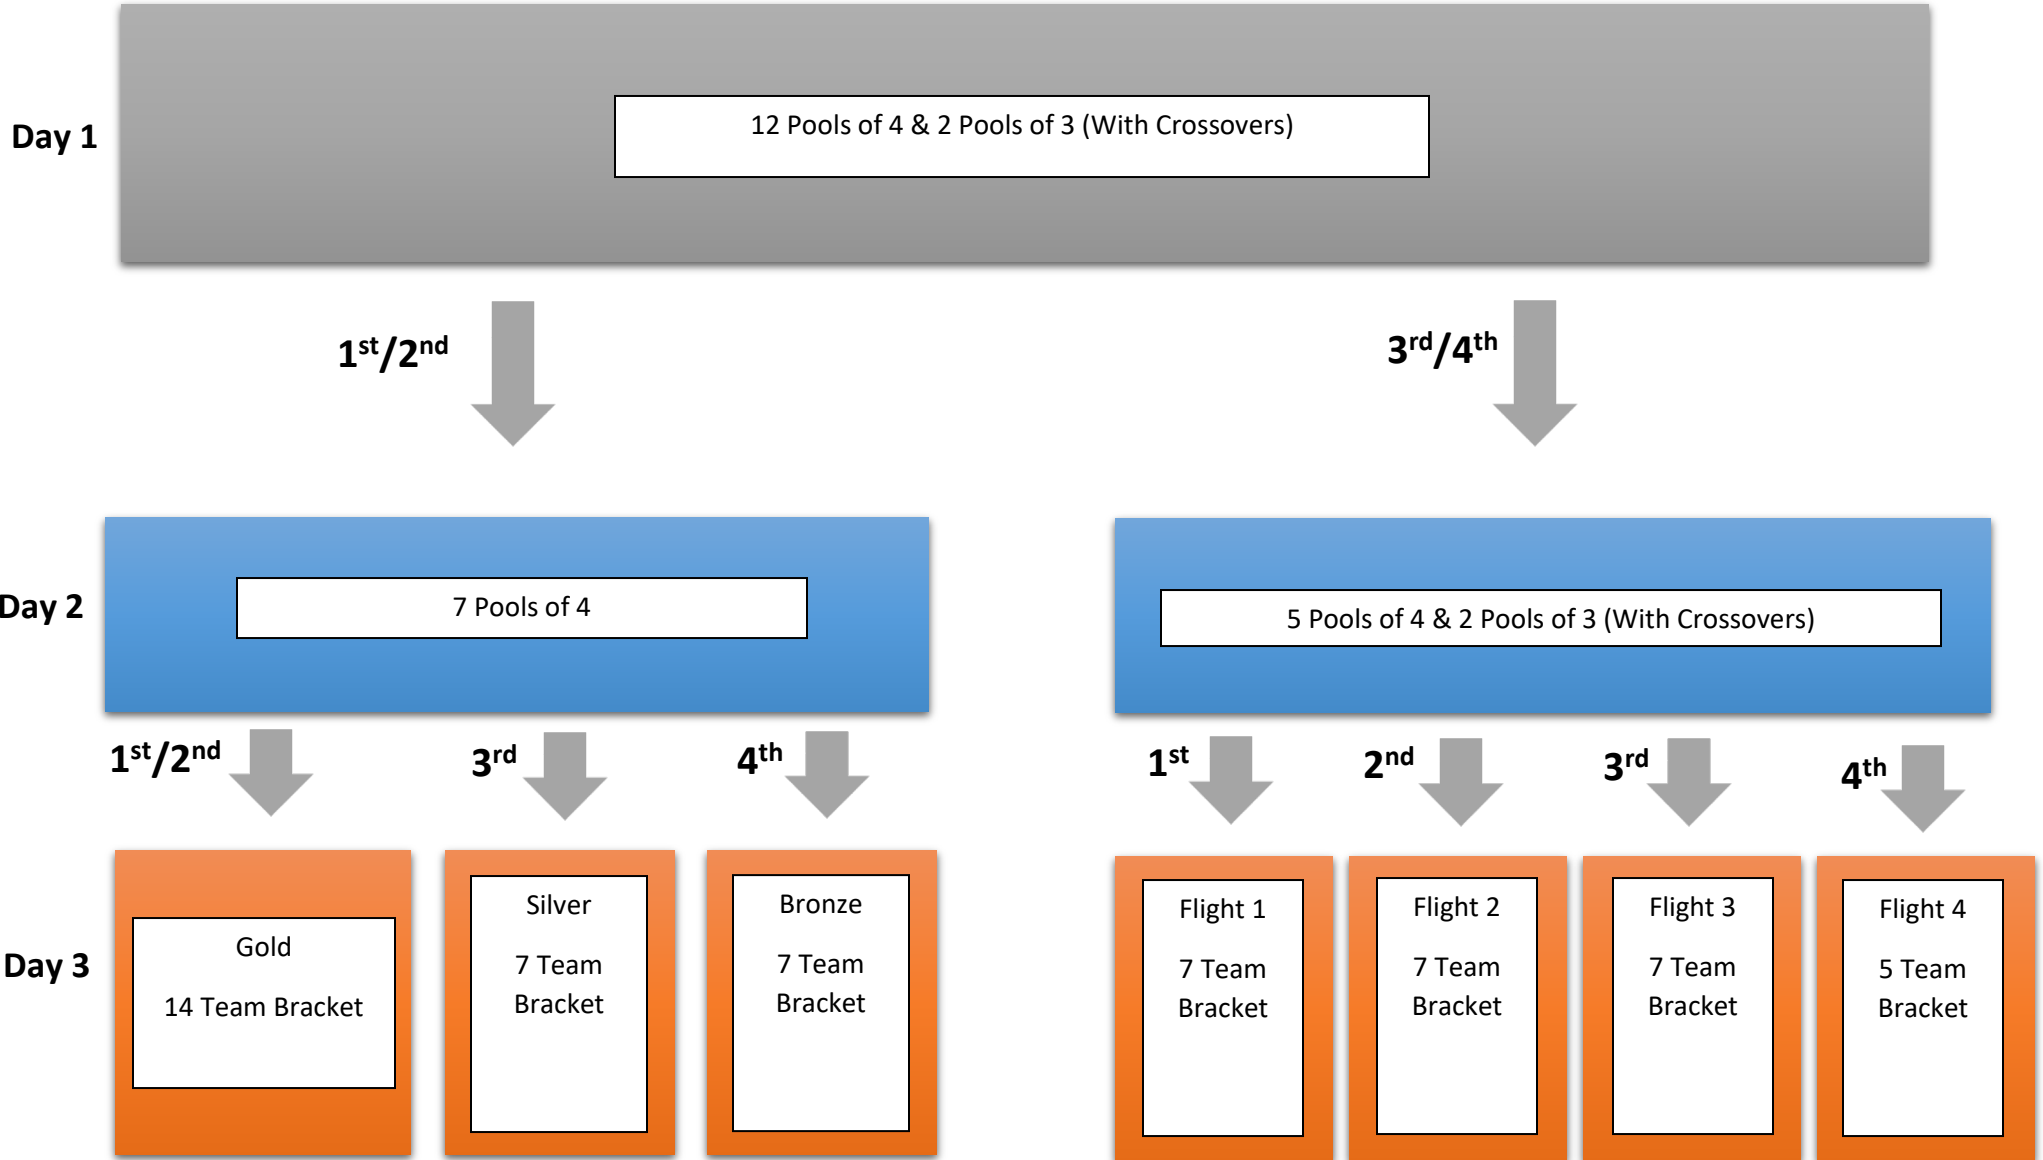 Day 1
12 Pools of 4 & 2 Pools of 3 (With Crossovers)
1st/2nd
3rd/4th
Day 2
7 Pools of 4
5 Pools of 4 & 2 Pools of 3 (With Crossovers)
1st/2nd
3rd
4th
1st
2nd
3rd
4th
Day 3
Gold
14 Team Bracket
Silver
7 Team
Bracket
Bronze
7 Team
Bracket
Flight 1
7 Team
Bracket
Flight 2
7 Team
Bracket
Flight 3
7 Team
Bracket
Flight 4
5 Team
Bracket